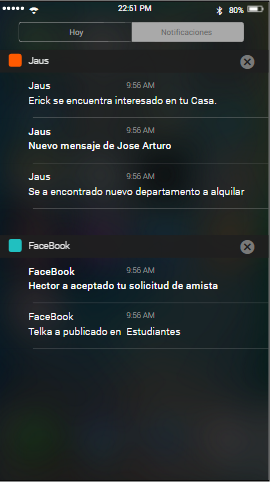 22:51 PM 80%
Hoy Notificaciones
Jaus
Jaus 9:56 AM
Erick se encuentra interesado en tu Casa.
Jaus 9:56 AM
Nuevo mensaje de Jose Arturo
Jay 9:56 AM
Se a encontrado nuevo departamento a alquilar
FaceBook
FaceBook 9:56 AM
Hector a aceptado tu solicitud de amista
FaceBook 9:56 AM
Telka a publicado en Estudiantes